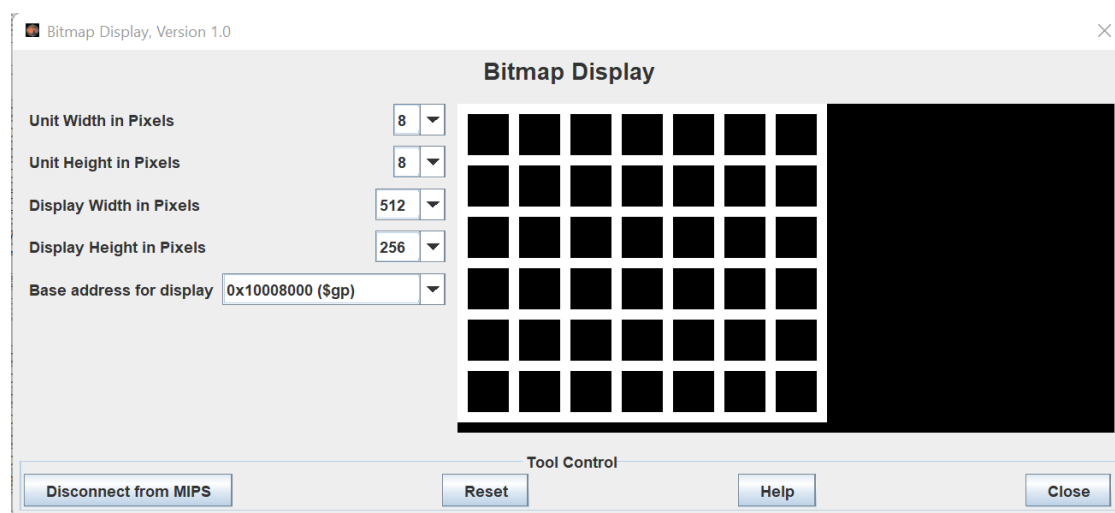 Bitmap Display, Version 1.0
Bitmap Display
Unit Width in Pixels 8
Unit Height in Pixels 8
Display Width in Pixels 512
Display Height in Pixels 256
Base address for display 0x10008000 ($gp)
Tool Control
Disconnect from MIPS Reset Help Close